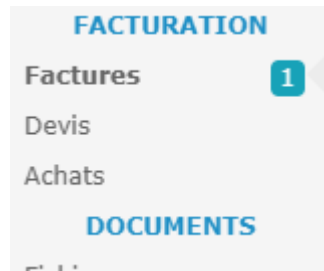 FACTURATION
Factures 1
Devis
Achats
DOCUMENTS